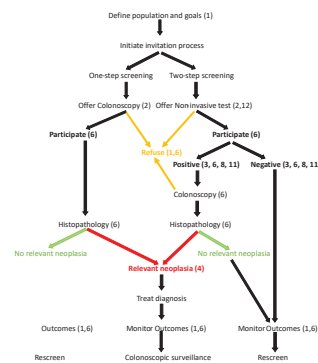 Define population and goals (1)
Initiate invitation process
One-step screening Two-step screening
Offer Colonoscopy (2) Offer Non invasive test (2,12)
Participate (6) Participate (6)
Refuse (1,6)
Positive (3, 6, 8, 11) Negative (3, 6, 8, 11
Colonoscopy (6)
Histopathology (6) Histopathology (6)
No relevant neoplasia No relevant neoplasia
Relevant neoplasia (4)
Treat diagnosis
Outcomes (1,6) Monitor Outcomes (1,6) Monitor Outcomes (1,6)
Rescreen Colonoscopic surveillance Rescreen